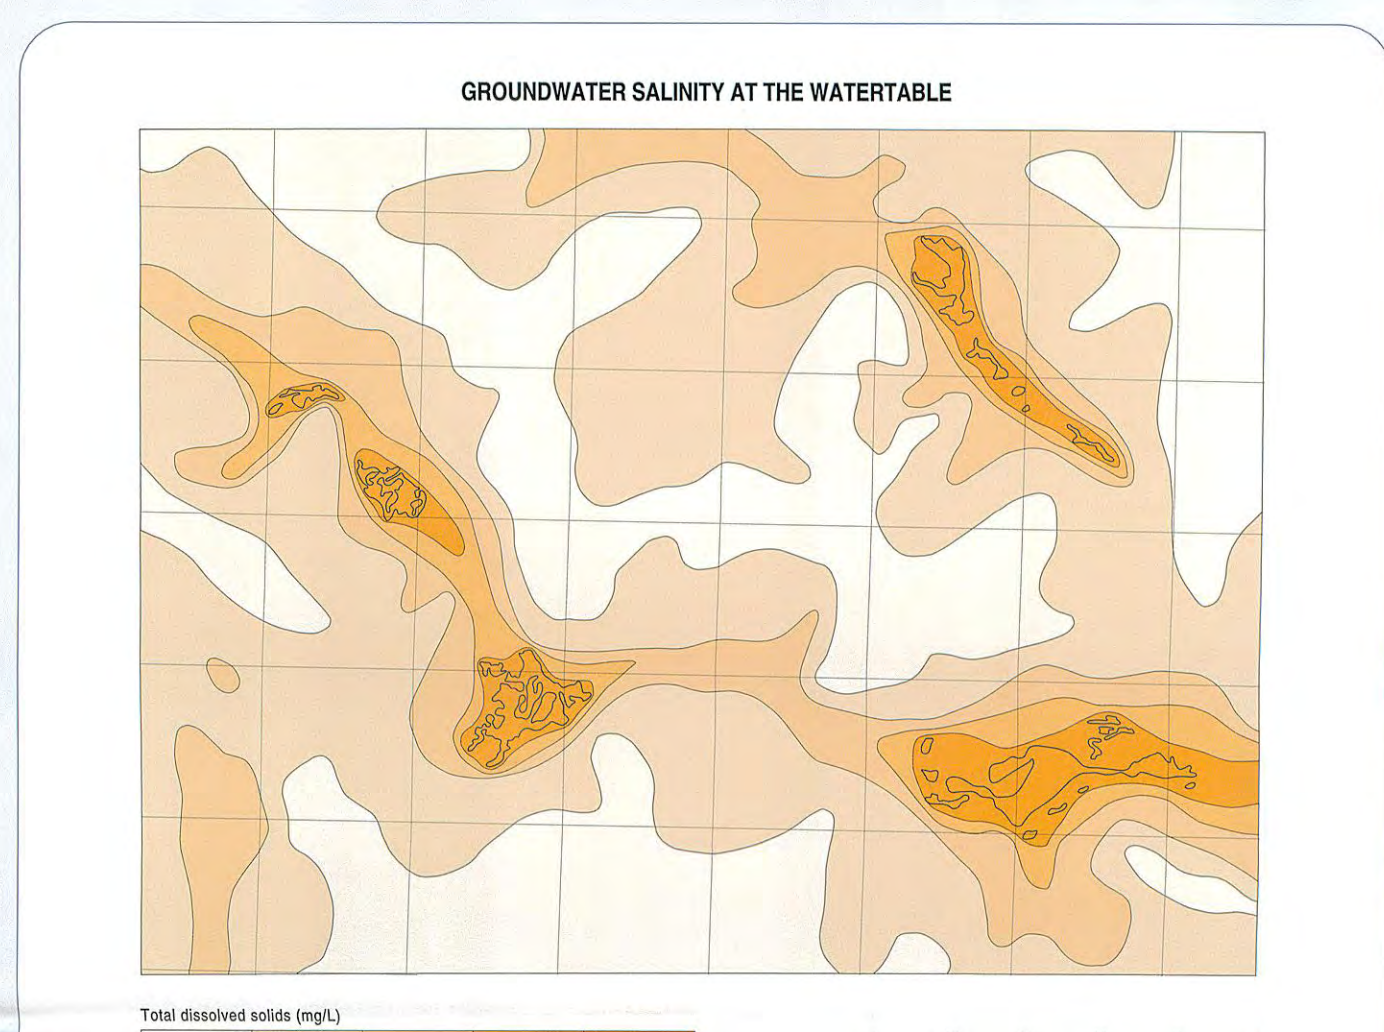 GROUNDWATER SALINITY AT THE WATERTABLE
Total dissolved solids (mg/L)